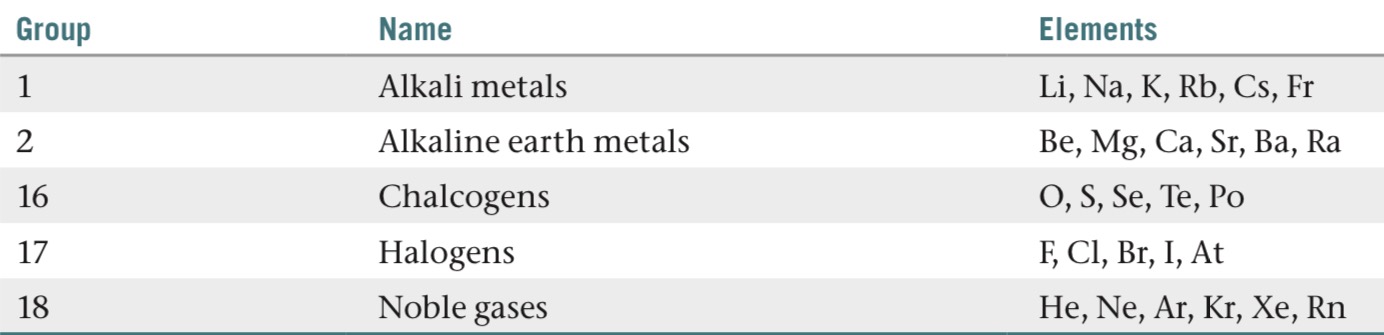 Group Name Elements
1 Alkali metals Li, Na, K, Rb, Cs, Fr
2 Alkaline earth metals Be, Mg, Ca, Sr, Ba, Ra
16 Chalcogens O, S, Se, Te, Po
17 Halogens F, Cl, Br, I, At
18 Noble gases He, Ne, Ar, Kr, Xe, Rn